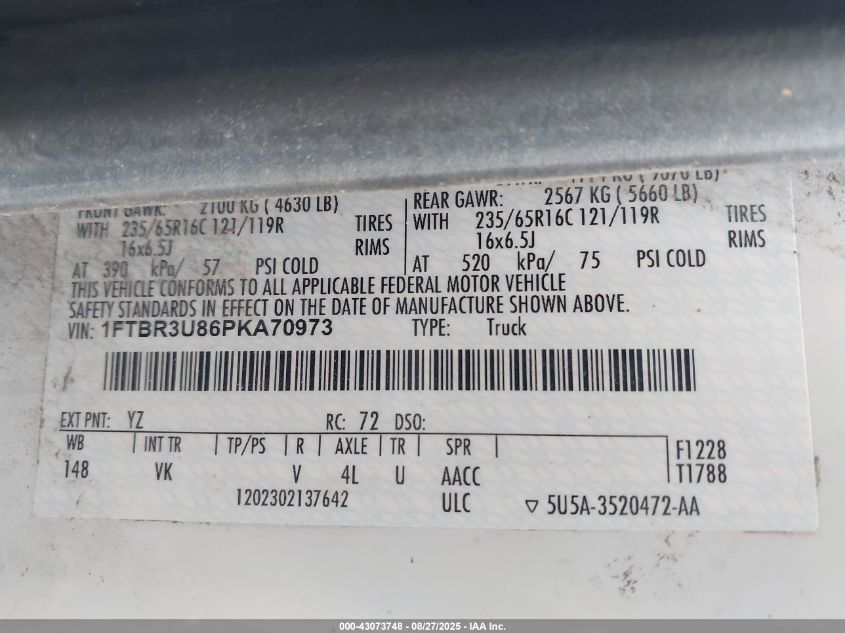 REAR GAWR: 2567 KG ( 5660 LB)
FRONT GAWR: 2100 KG ( 4630 LB)
WITH 235/65R16C 121/119R TIRES
16x6.5J RIMS
AT 390 kPa/ 57 PSI COLD
WITH 235/65R16C 121/119R TIRES
16x6.5J RIMS
AT 520 kPa/ 75 PSI COLD
THIS VEHICLE CONFORMS TO ALL APPLICABLE FEDERAL MOTOR VEHICLE
SAFETY STANDARDS IN EFFECT ON THE DATE OF MANUFACTURE SHOWN ABOVE.
VIN: 1FTBR3U86PKA70973 TYPE: Truck
EXT PNT: YZ RC: 72 DSO:
WB INT TR TP/PS R AXLE TR SPR F1228
148 VK V 4L U AACC T1788
1202302137642 ULC 5U5A-3520472-AA
000-43073748 - 08/27/2025 - IAA Inc.